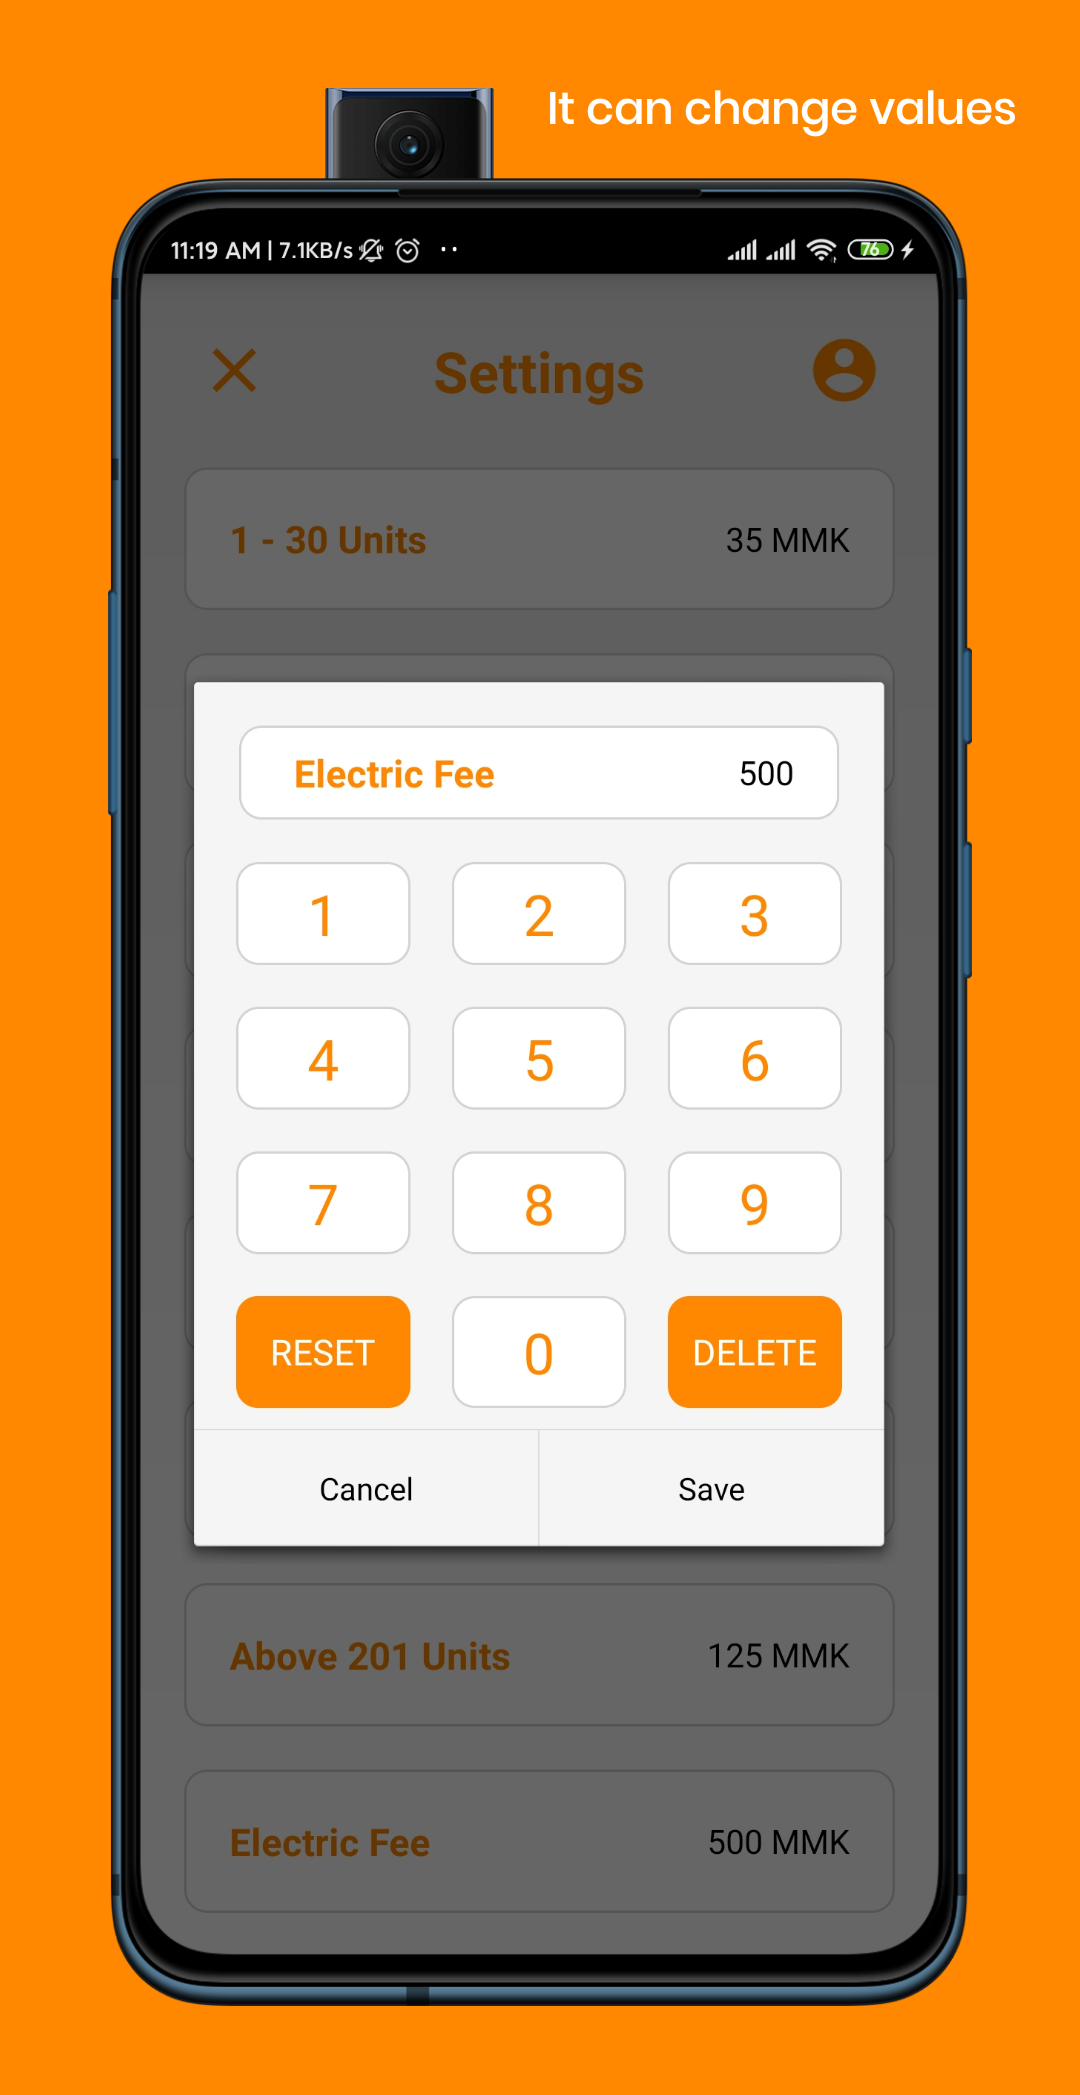 It can change values
11:19 AM | 7.1KB/s
76
Settings
1 - 30 Units 35 MMK
Electric Fee 500
1 2 3
4 5 6
7 8 9
RESET 0 DELETE
Cancel Save
Above 201 Units 125 MMK
Electric Fee 500 MMK